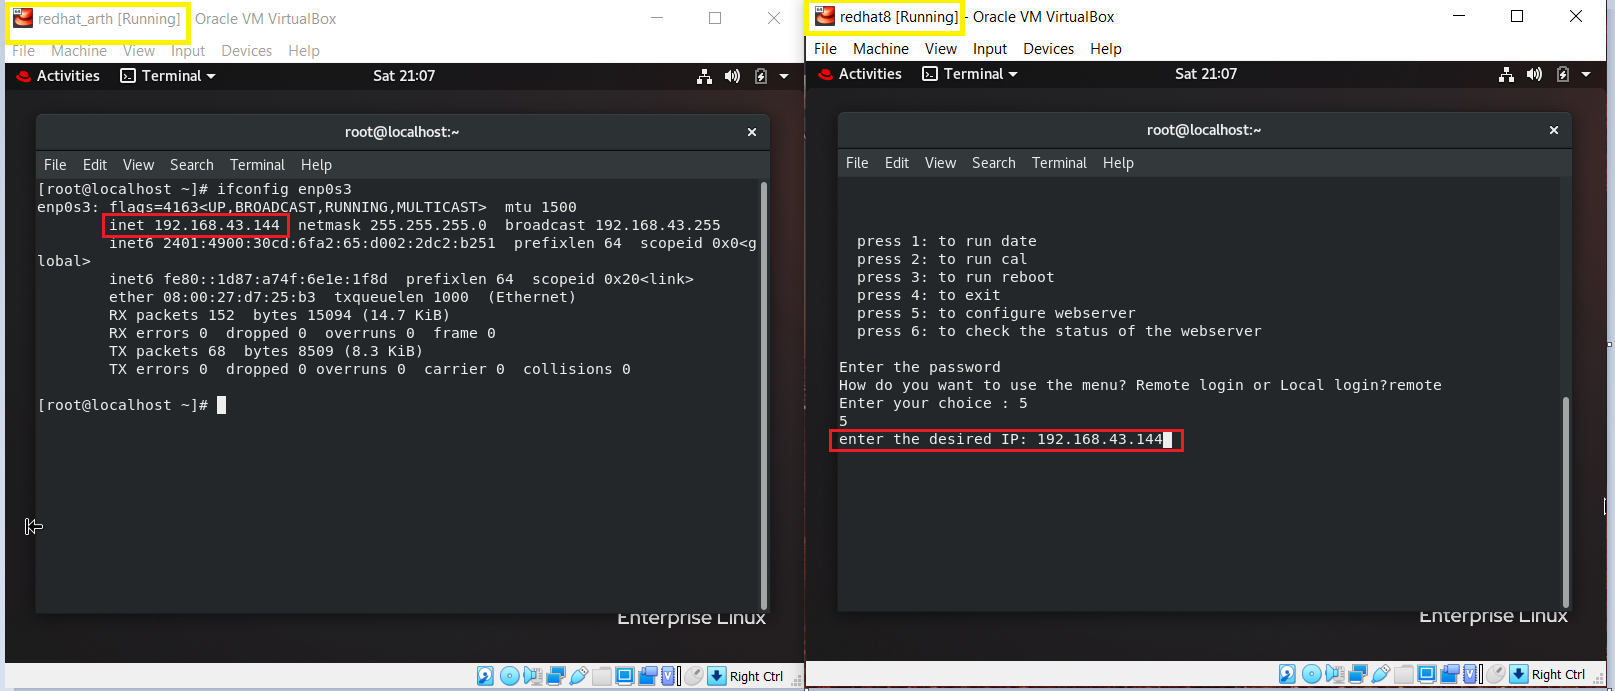 redhat_arth [Running] Oracle VM VirtualBox
File Machine View Input Devices Help
Activities Terminal Sat 21:07
root@localhost:~
File Edit View Search Terminal Help
[root@localhost ~]# ifconfig enp0s3
enp0s3: flags=4163<UP,BROADCAST,RUNNING,MULTICAST>  mtu 1500
        inet 192.168.43.144  netmask 255.255.255.0  broadcast 192.168.43.255
        inet6 2401:4900:30cd:6fa2:65:d002:2dc2:b251  prefixlen 64  scopeid 0x0<g
lobal>
        inet6 fe80::1d87:a74f:6e1e:1f8d  prefixlen 64  scopeid 0x20<link>
        ether 08:00:27:d7:25:b3  txqueuelen 1000  (Ethernet)
        RX packets 152  bytes 15094 (14.7 KiB)
        RX errors 0  dropped 0  overruns 0  frame 0
        TX packets 68  bytes 8509 (8.3 KiB)
        TX errors 0  dropped 0 overruns 0  carrier 0  collisions 0
[root@localhost ~]#
Enterprise Linux
Right Ctrl
redhat8 [Running] - Oracle VM VirtualBox
File Machine View Input Devices Help
Activities Terminal Sat 21:07
root@localhost:~
File Edit View Search Terminal Help
press 1: to run date
press 2: to run cal
press 3: to run reboot
press 4: to exit
press 5: to configure webserver
press 6: to check the status of the webserver
Enter the password
How do you want to use the menu? Remote login or Local login?remote
Enter your choice : 5
5
enter the desired IP: 192.168.43.144
Enterprise Linux
Right Ctrl